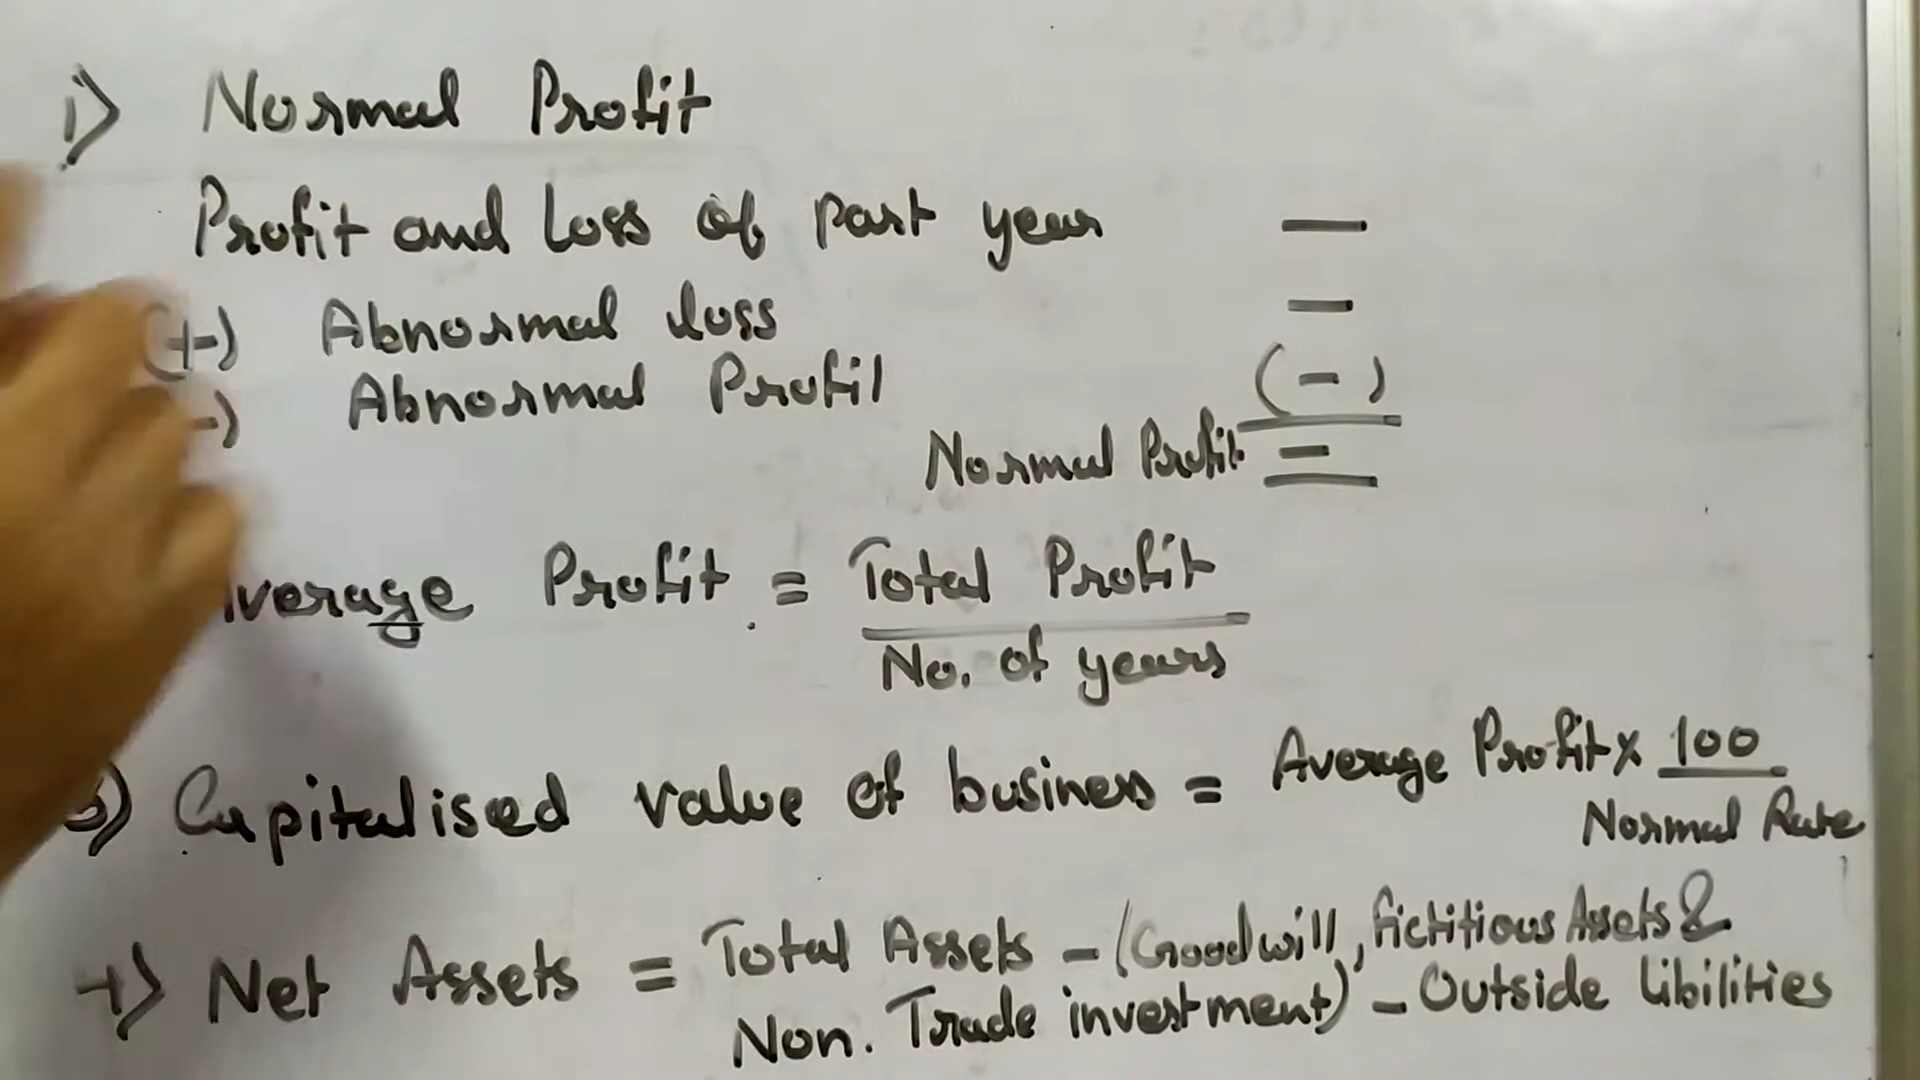 1) Normal Profit
Profit and Loss of past year —
(+) Abnormal loss —
-) Abnormal Profit (-)
Normal Profit —
verage Profit = Total Profit
No. of years
3) Capitalised value of business = Average Profit x 100
Normal Rate
4) Net Assets = Total Assets - (Goodwill, Fictitious Assets &
Non. Trade investment) - Outside libilities